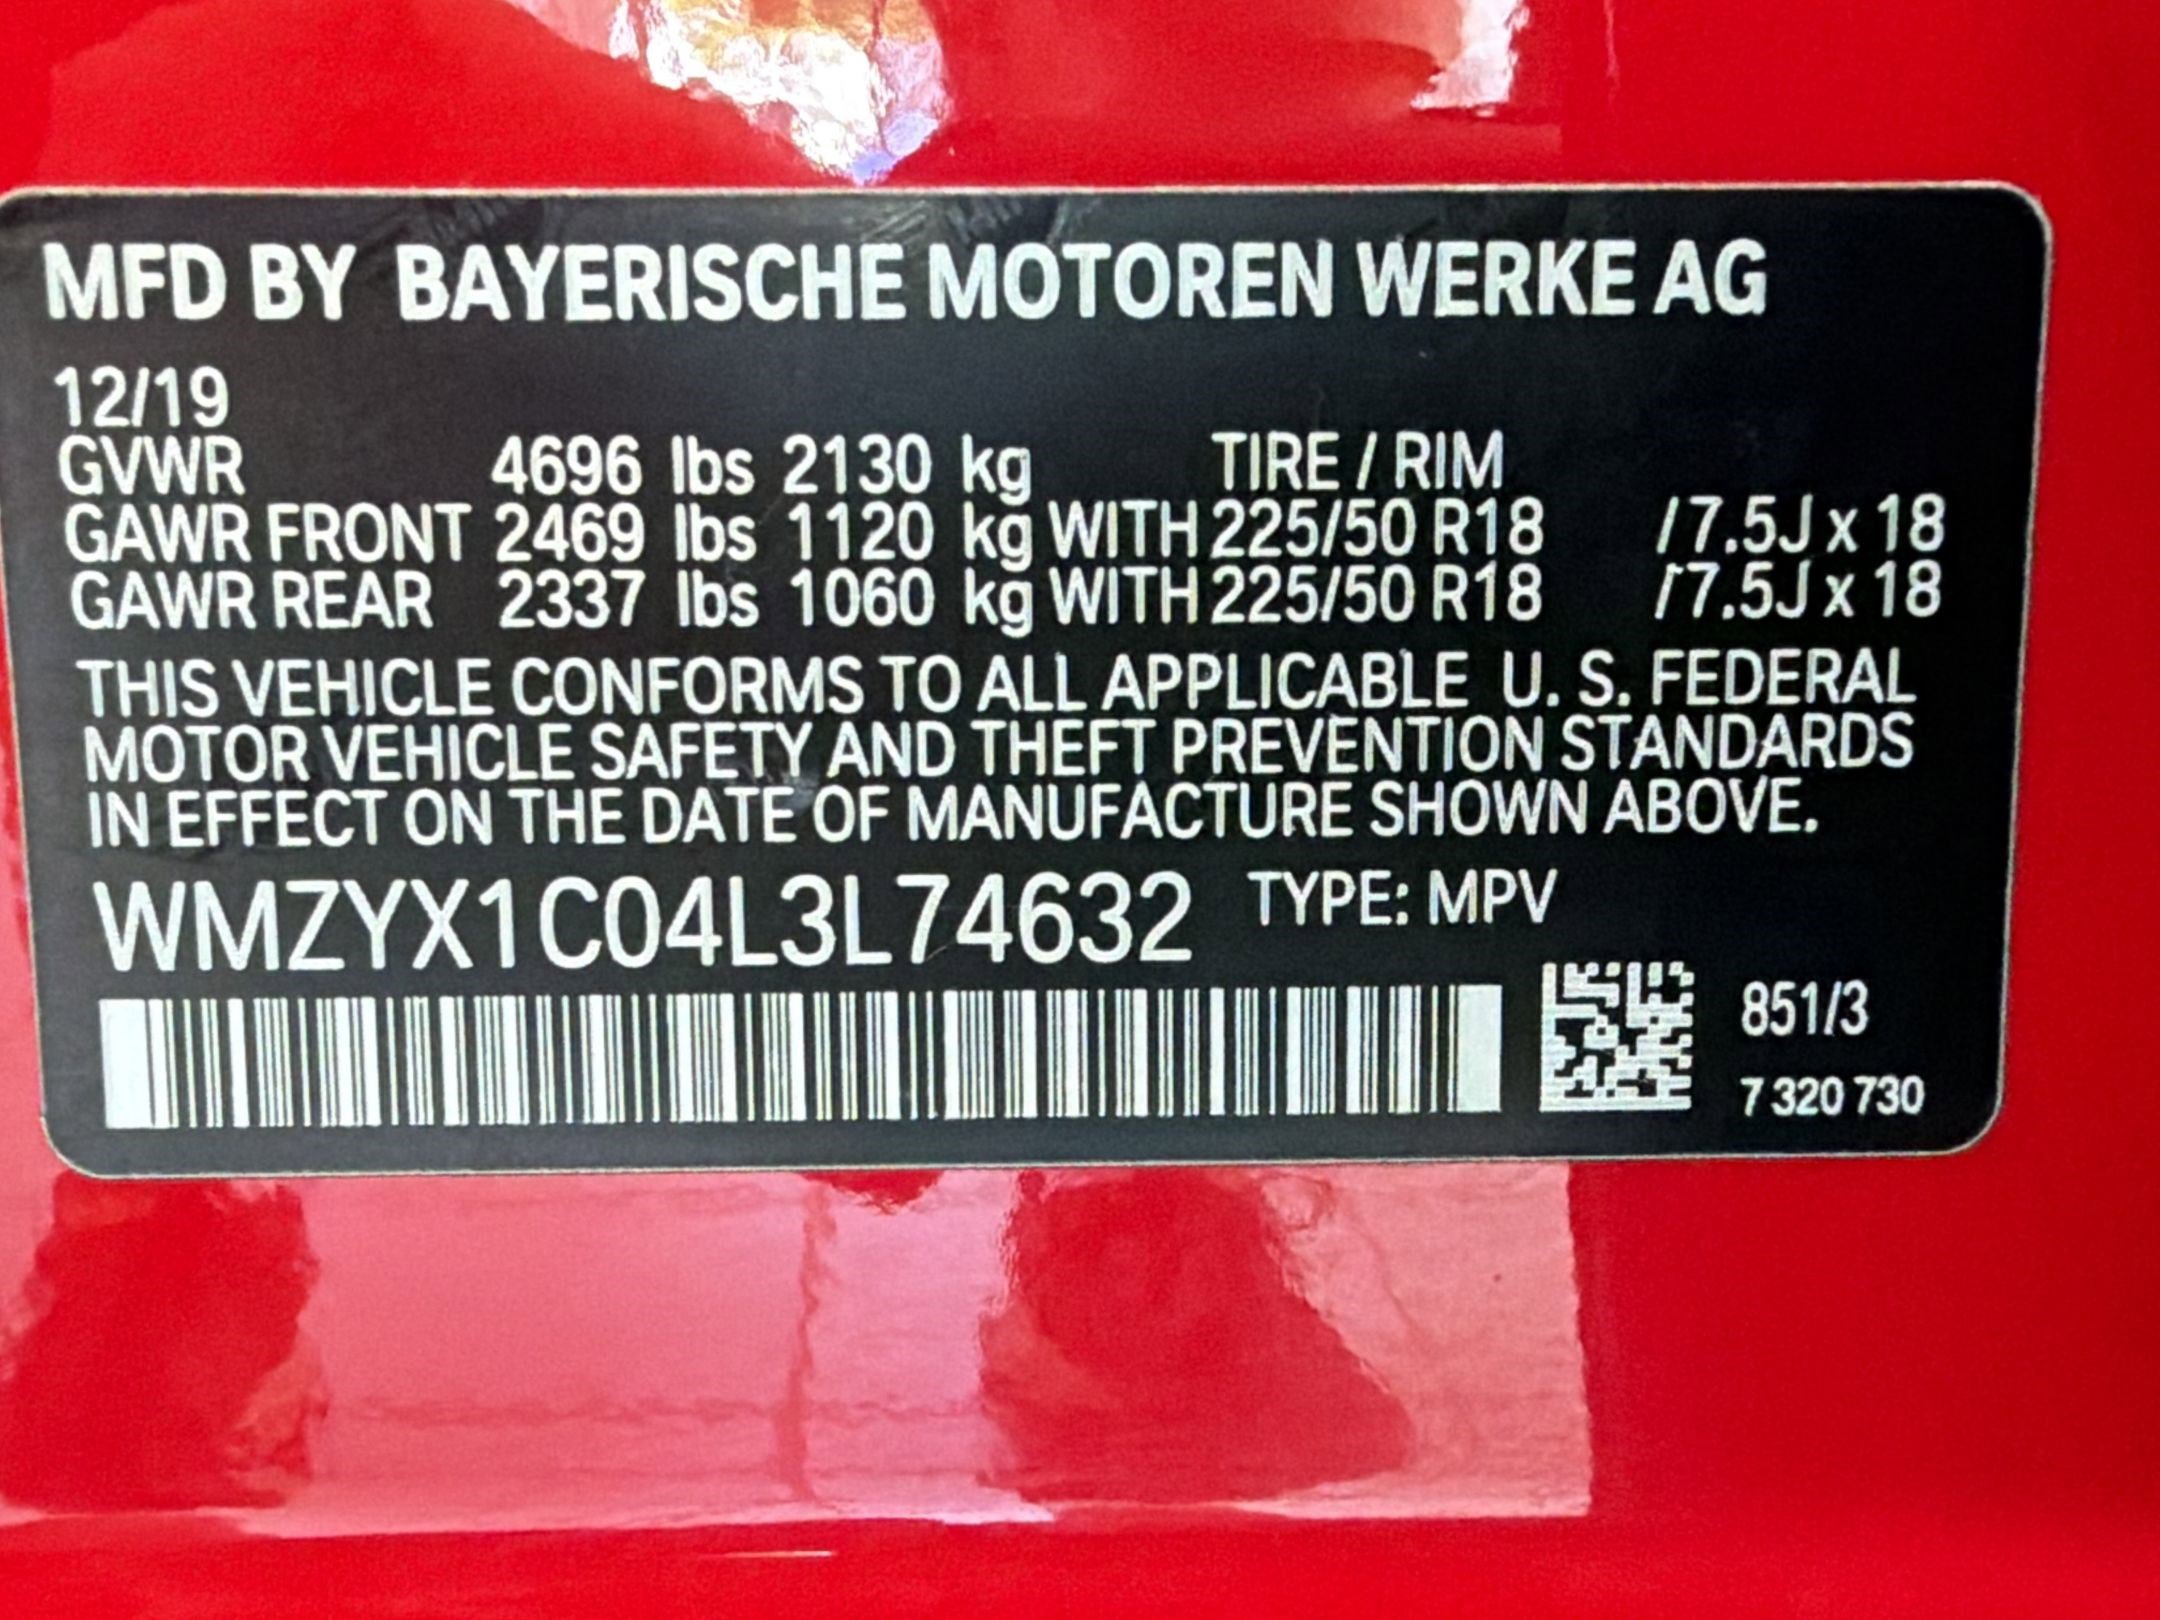 MFD BY BAYERISCHE MOTOREN WERKE AG
12/19
GVWR 4696 lbs 2130 kg TIRE / RIM
GAWR FRONT 2469 lbs 1120 kg WITH 225/50 R18 / 7.5J x 18
GAWR REAR 2337 lbs 1060 kg WITH 225/50 R18 / 7.5J x 18
THIS VEHICLE CONFORMS TO ALL APPLICABLE U. S. FEDERAL
MOTOR VEHICLE SAFETY AND THEFT PREVENTION STANDARDS
IN EFFECT ON THE DATE OF MANUFACTURE SHOWN ABOVE.
WMZYX1C04L3L74632 TYPE: MPV
851/3
7 320 730